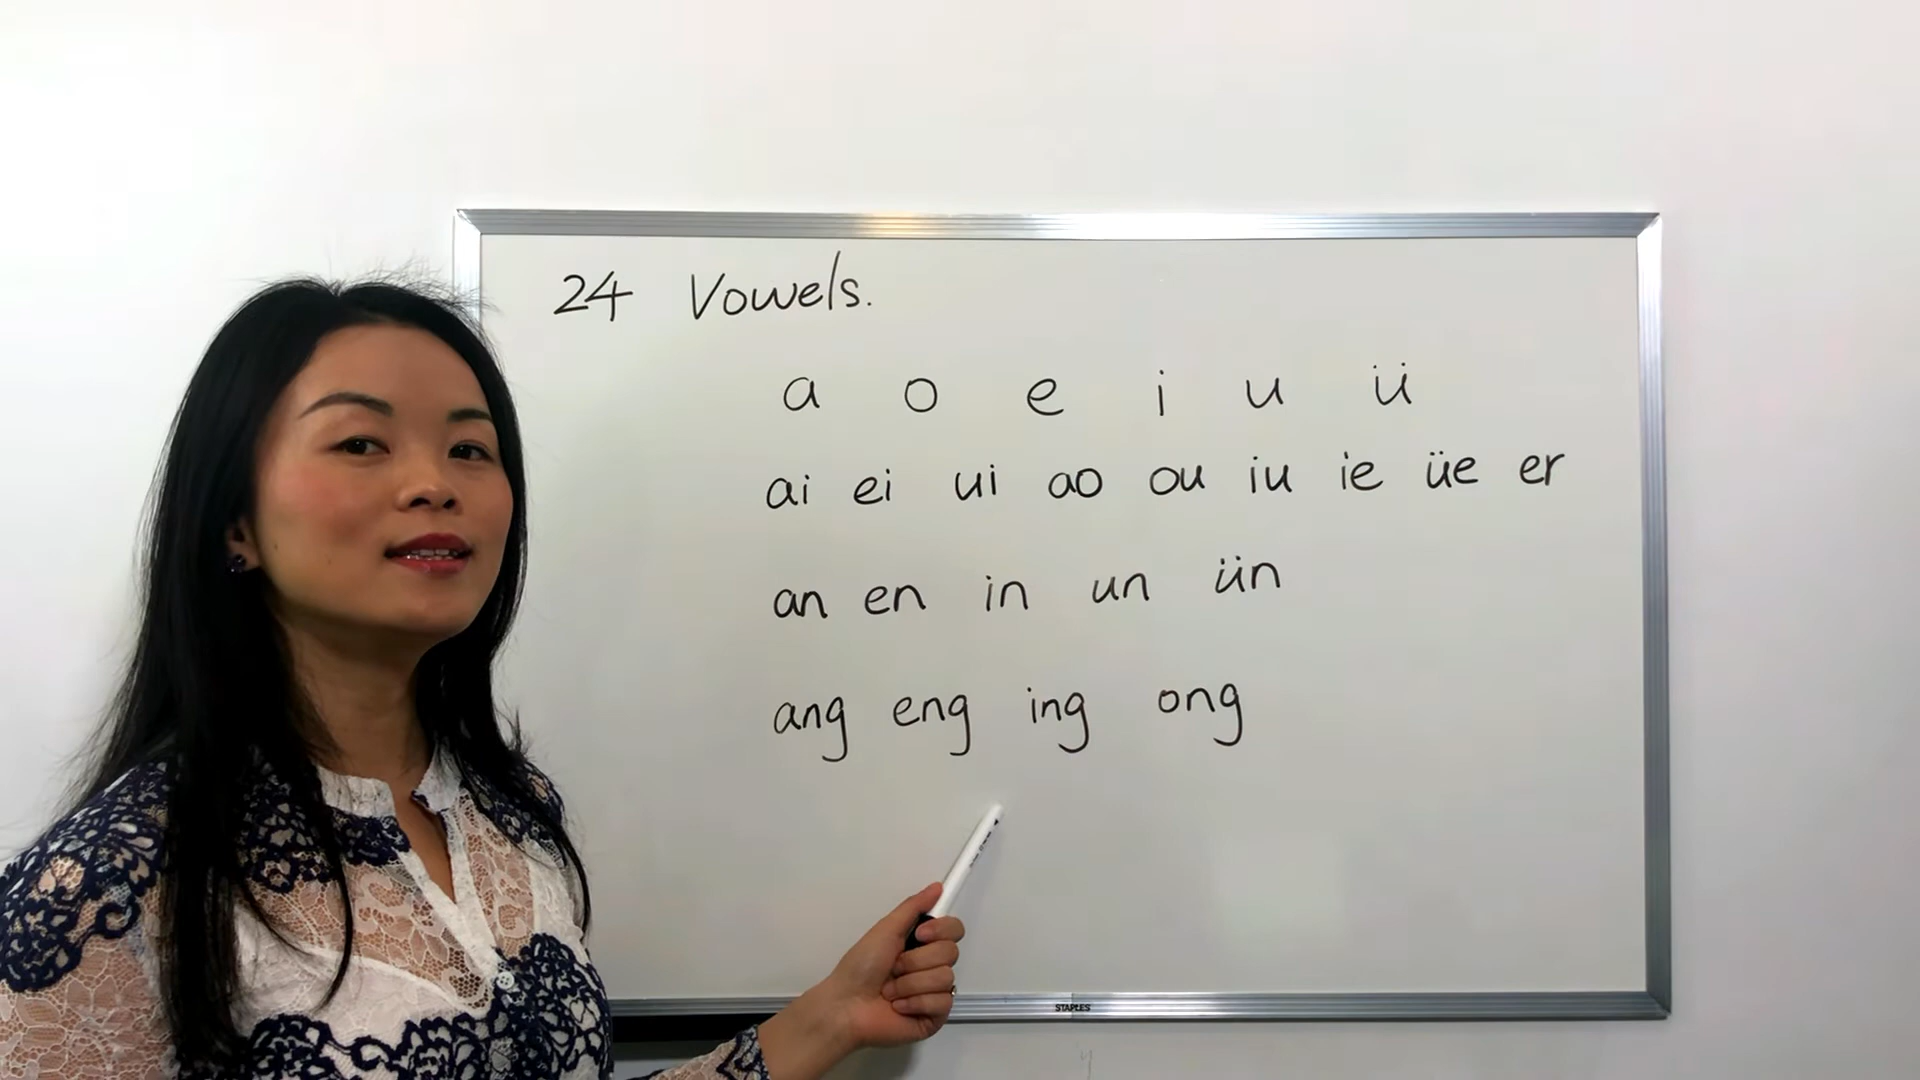 24 Vowels.
a o e i u ü
ai ei ui ao ou iu ie üe er
an en in un ün
ang eng ing ong
STAPLES